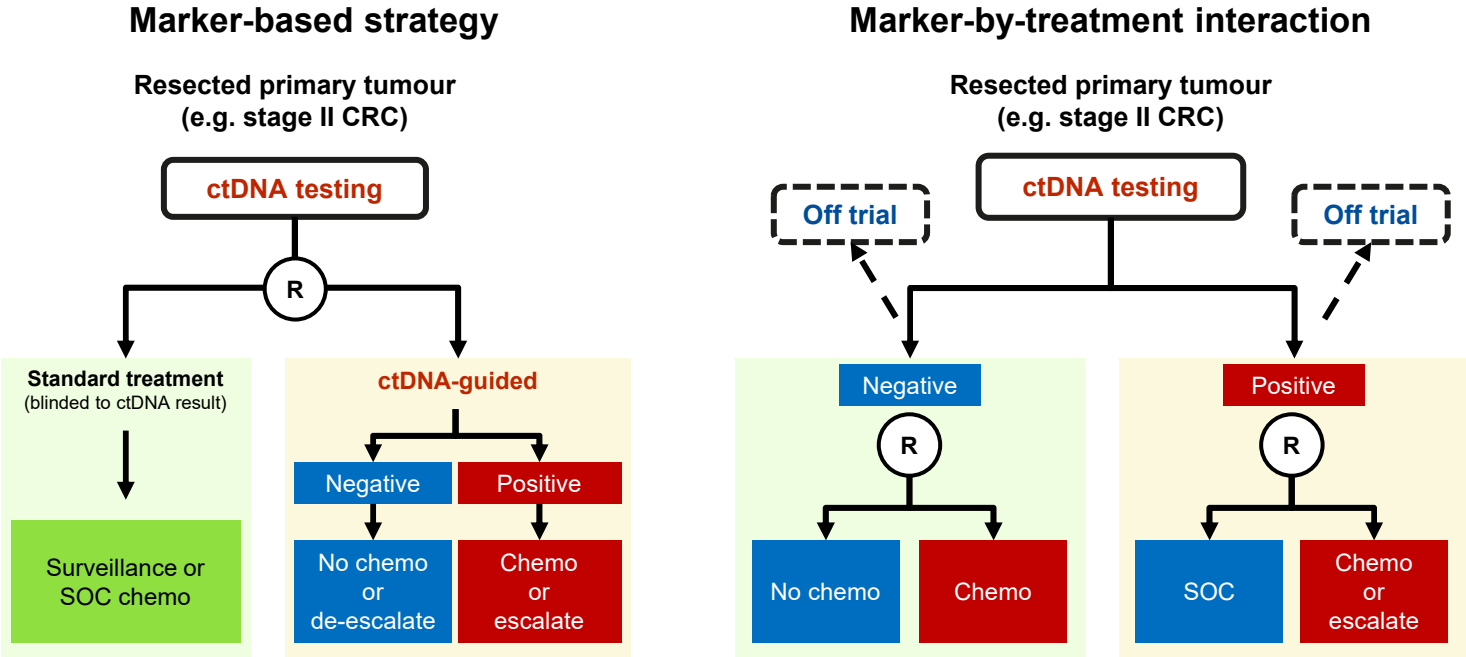 Marker-based strategy
Resected primary tumour
(e.g. stage II CRC)
ctDNA testing
R
Standard treatment
(blinded to ctDNA result)
Surveillance or
SOC chemo
ctDNA-guided
Negative
Positive
No chemo
or
de-escalate
Chemo
or
escalate
Marker-by-treatment interaction
Resected primary tumour
(e.g. stage II CRC)
ctDNA testing
Off trial
Off trial
Negative
R
No chemo
Chemo
Positive
R
SOC
Chemo
or
escalate